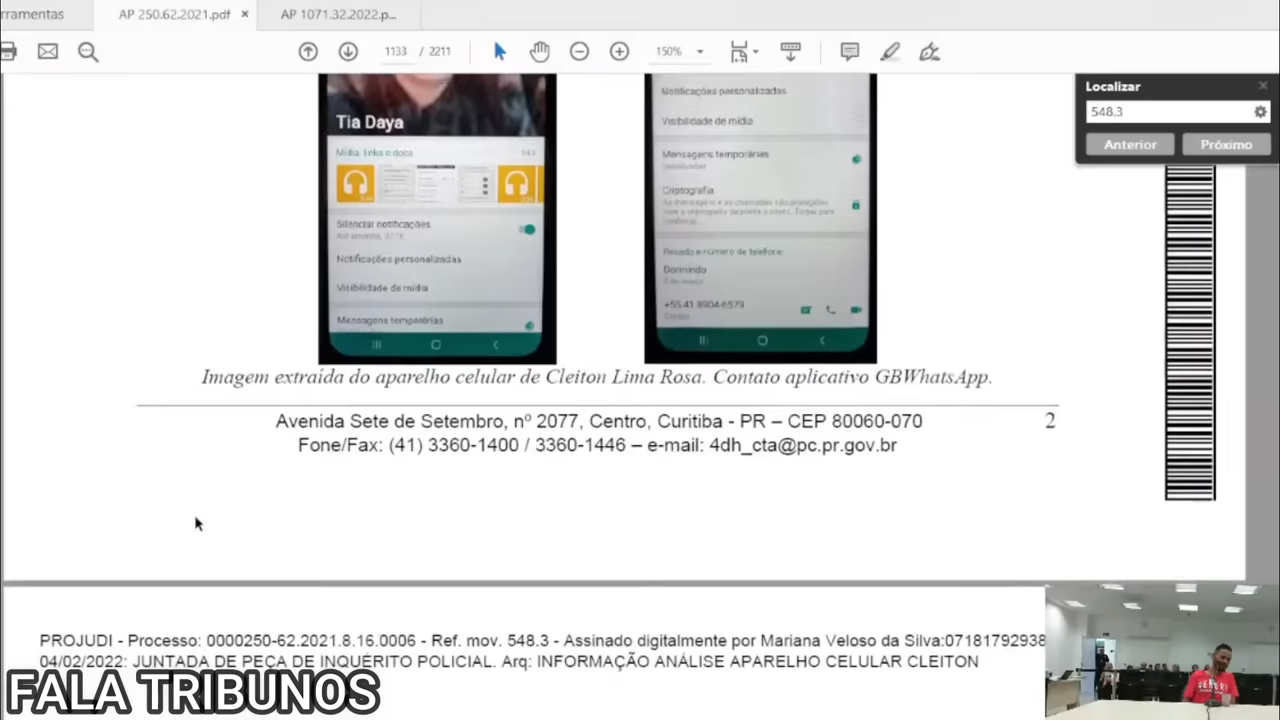 rramentas
AP 250.62.2021.pdf ×
AP 1071.32.2022.p...
1133 / 2211
150%
Localizar
548.3
Anterior
Próximo
Tia Daya
Mídia, links e docs
343
Silenciar notificações
Notificações personalizadas
Visibilidade de mídia
Mensagens temporárias
Notificações personalizadas
Visibilidade de mídia
Mensagens temporárias
Criptografia
Recado e número de telefone
Dormindo
+55 41 8904-6579
Imagem extraída do aparelho celular de Cleiton Lima Rosa. Contato aplicativo GBWhatsApp.
Avenida Sete de Setembro, nº 2077, Centro, Curitiba - PR – CEP 80060-070
2
Fone/Fax: (41) 3360-1400 / 3360-1446 – e-mail: 4dh_cta@pc.pr.gov.br
PROJUDI - Processo: 0000250-62.2021.8.16.0006 - Ref. mov. 548.3 - Assinado digitalmente por Mariana Veloso da Silva:07181792938
04/02/2022: JUNTADA DE PEÇA DE INQUÉRITO POLICIAL. Arq: INFORMAÇÃO ANÁLISE APARELHO CELULAR CLEITON
FALA TRIBUNOS